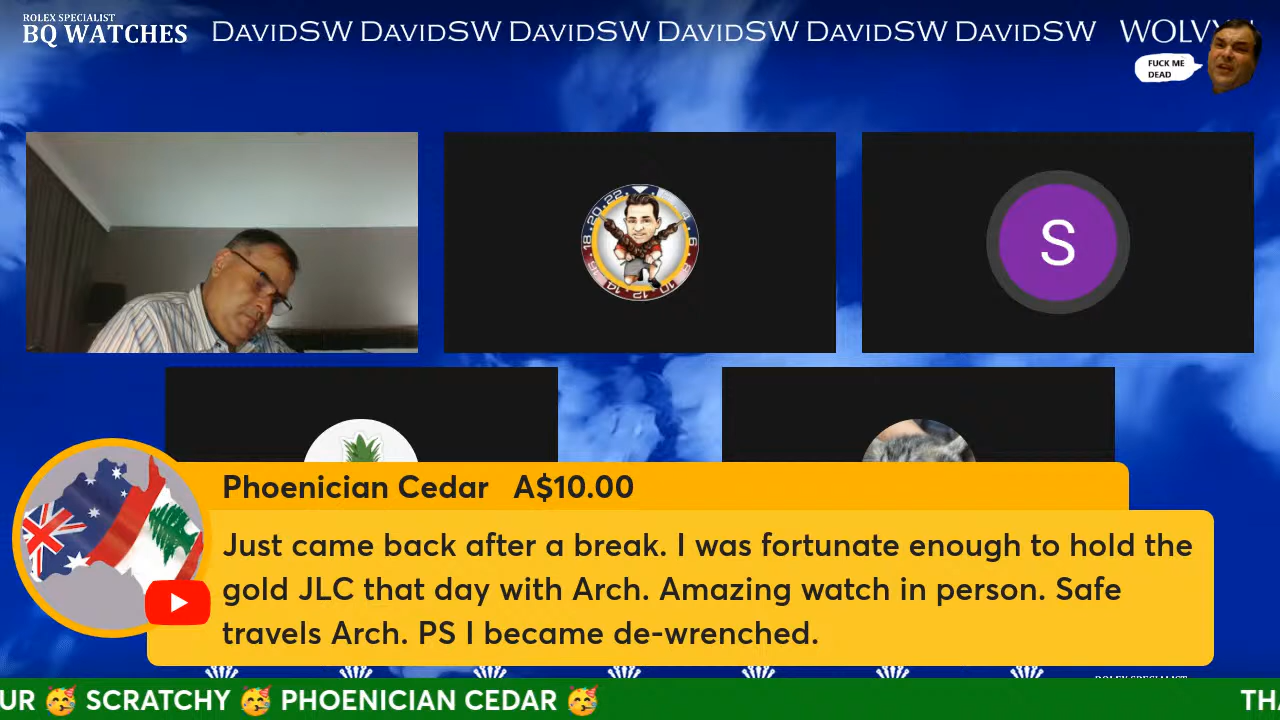 ROLEX SPECIALIST
BQ WATCHES
DAVIDSW DAVIDSW DAVIDSW DAVIDSW DAVIDSW DAVIDSW
FUCK ME
DEAD
S
Phoenician Cedar A$10.00
Just came back after a break. I was fortunate enough to hold the
gold JLC that day with Arch. Amazing watch in person. Safe
travels Arch. PS I became de-wrenched.
UR 🥳 SCRATCHY 🥳 PHOENICIAN CEDAR 🥳